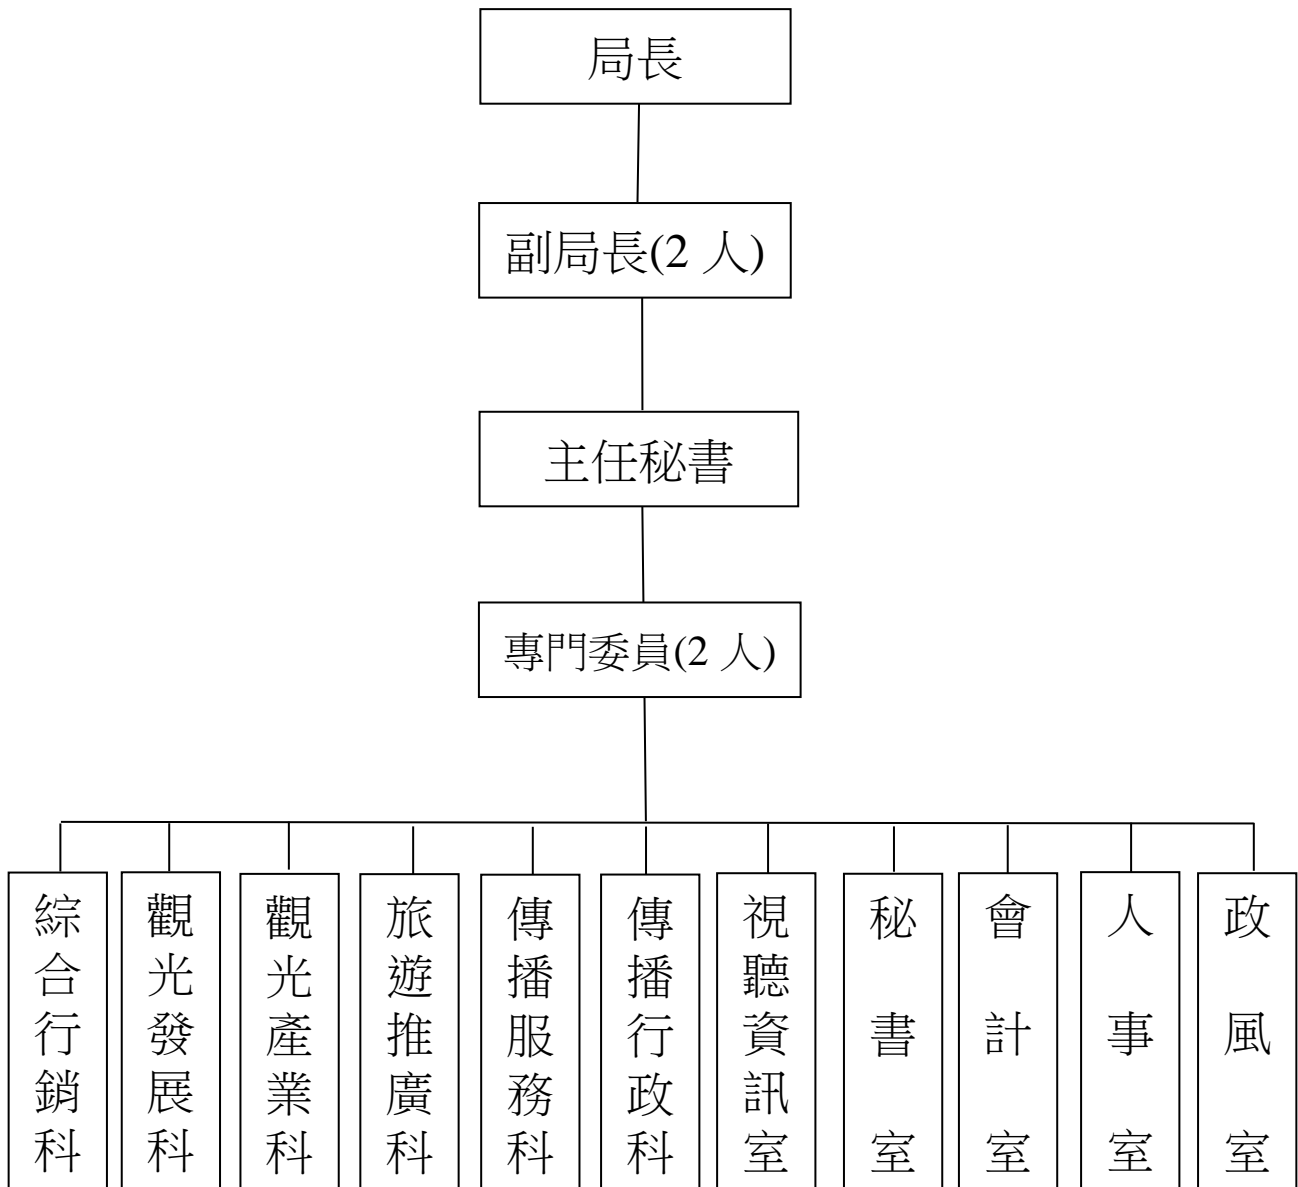 局長
副局長(2 人)
主任秘書
專門委員(2 人)
綜合行銷科
觀光發展科
觀光產業科
旅遊推廣科
傳播服務科
傳播行政科
視聽資訊室
秘書室
會計室
人事室
政風室